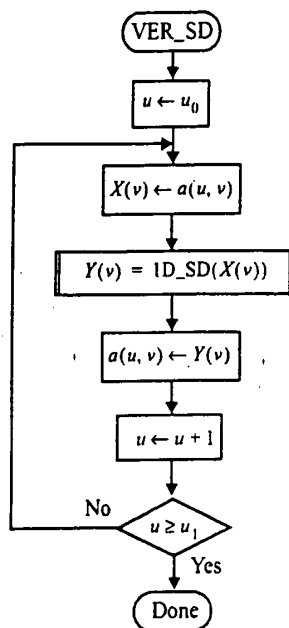 VER_SD
u ← u₀
X(v) ← a(u, v)
Y(v) = 1D_SD(X(v))
a(u, v) ← Y(v)
u ← u + 1
No
u ≥ u₁
Yes
Done